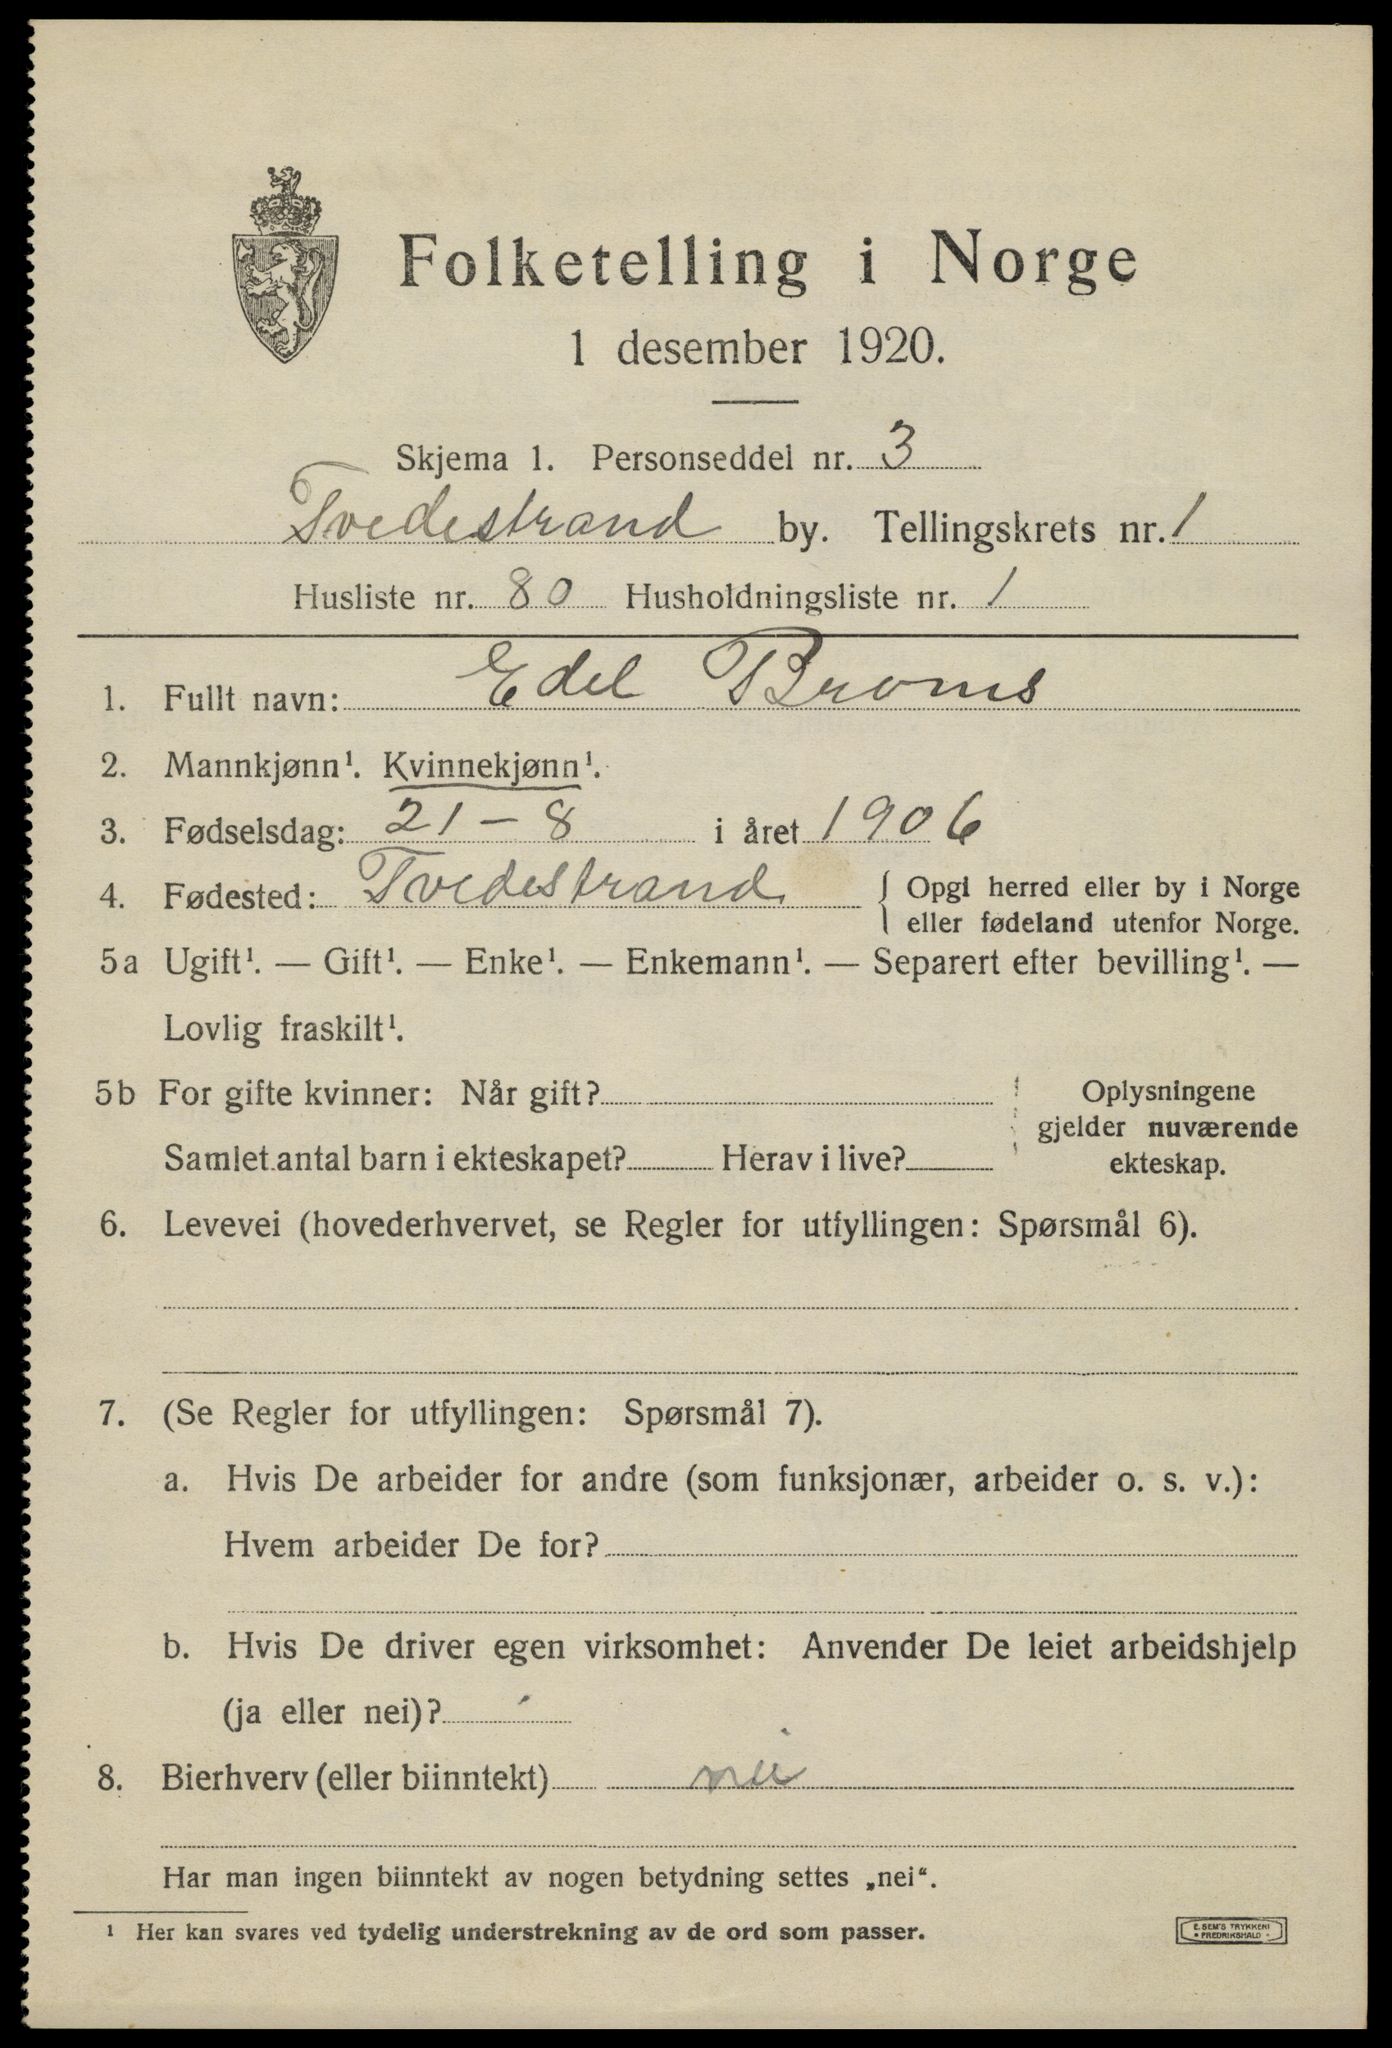 Folketelling i Norge
1 desember 1920.
Skjema 1. Personseddel nr. 3
Tvedestrand by. Tellingskrets nr. 1
Husliste nr. 80 Husholdningsliste nr. 1
1. Fullt navn: Edel Broms
2. Mannkjønn¹. Kvinnekjønn¹.
3. Fødselsdag: 21-8 i året 1906
4. Fødested: Tvedestrand { Opgi herred eller by i Norge
eller fødeland utenfor Norge.
5a Ugift¹. — Gift¹. — Enke¹. — Enkemann¹. — Separert efter bevilling¹. —
Lovlig fraskilt¹.
5b For gifte kvinner: Når gift? Oplysningene
gjelder nuværende
Samlet antal barn i ekteskapet? Herav i live? ekteskap.
6. Levevei (hovederhvervet, se Regler for utfyllingen: Spørsmål 6).
7. (Se Regler for utfyllingen: Spørsmål 7).
a. Hvis De arbeider for andre (som funksjonær, arbeider o. s. v.):
Hvem arbeider De for?
b. Hvis De driver egen virksomhet: Anvender De leiet arbeidshjelp
(ja eller nei)?
8. Bierhverv (eller biinntekt) nei
Har man ingen biinntekt av nogen betydning settes „nei“.
¹ Her kan svares ved tydelig understrekning av de ord som passer.
E. SEM'S TRYKKERI
• FREDRIKSHALD •